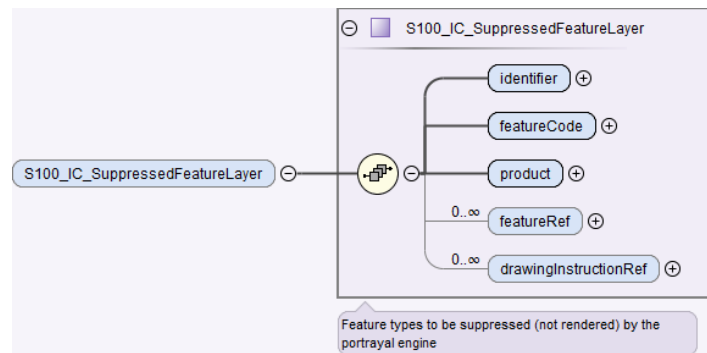 S100_IC_SuppressedFeatureLayer
identifier
featureCode
S100_IC_SuppressedFeatureLayer
product
0..∞
featureRef
0..∞
drawingInstructionRef
Feature types to be suppressed (not rendered) by the
portrayal engine